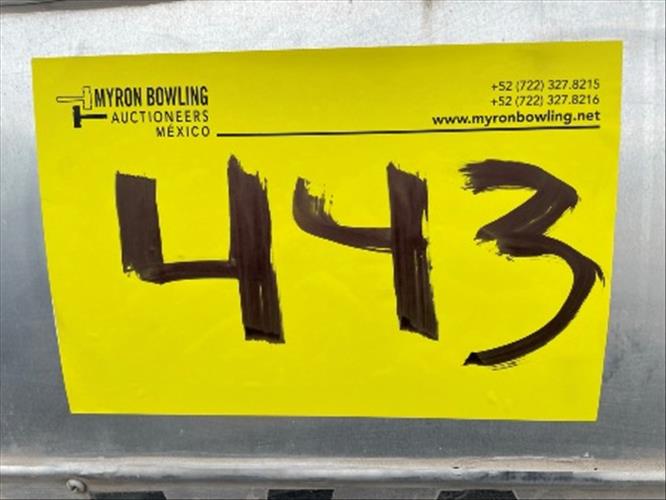 MYRON BOWLING
AUCTIONEERS
MÉXICO
+52 (722) 327.8215
+52 (722) 327.8216
www.myronbowling.net
443